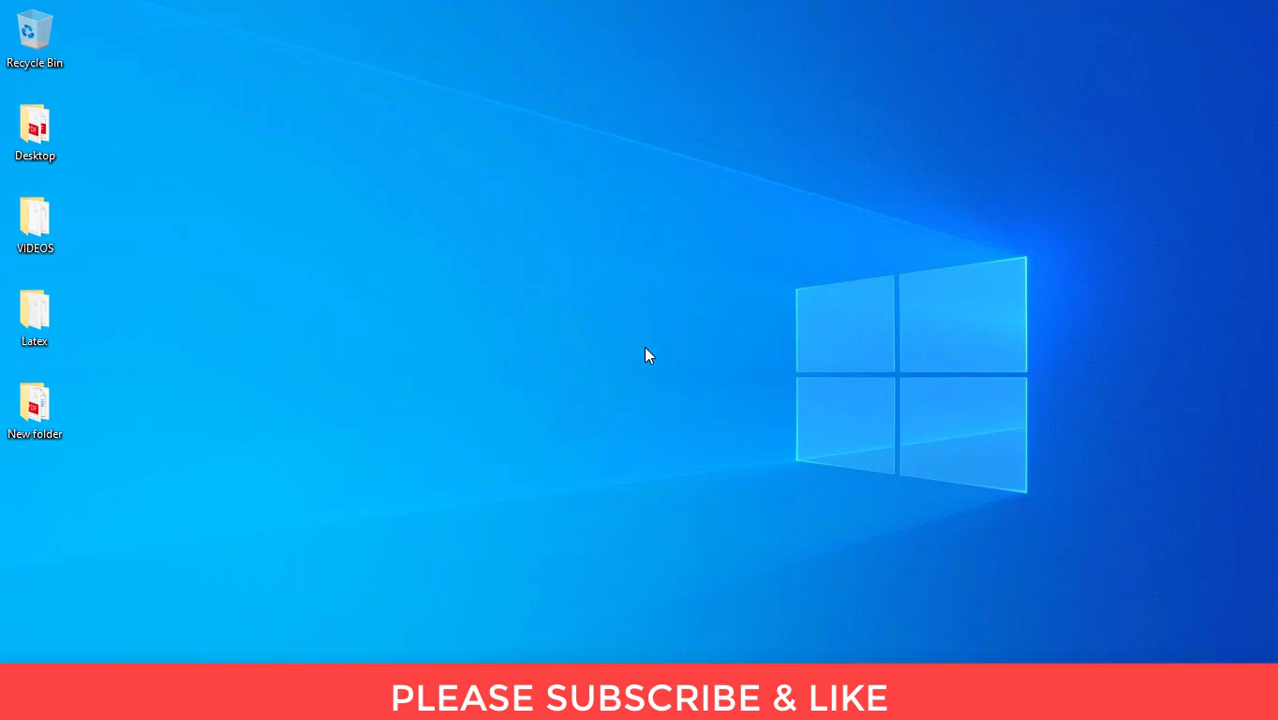 Recycle Bin
Desktop
VIDEOS
Latex
New folder
PLEASE SUBSCRIBE & LIKE